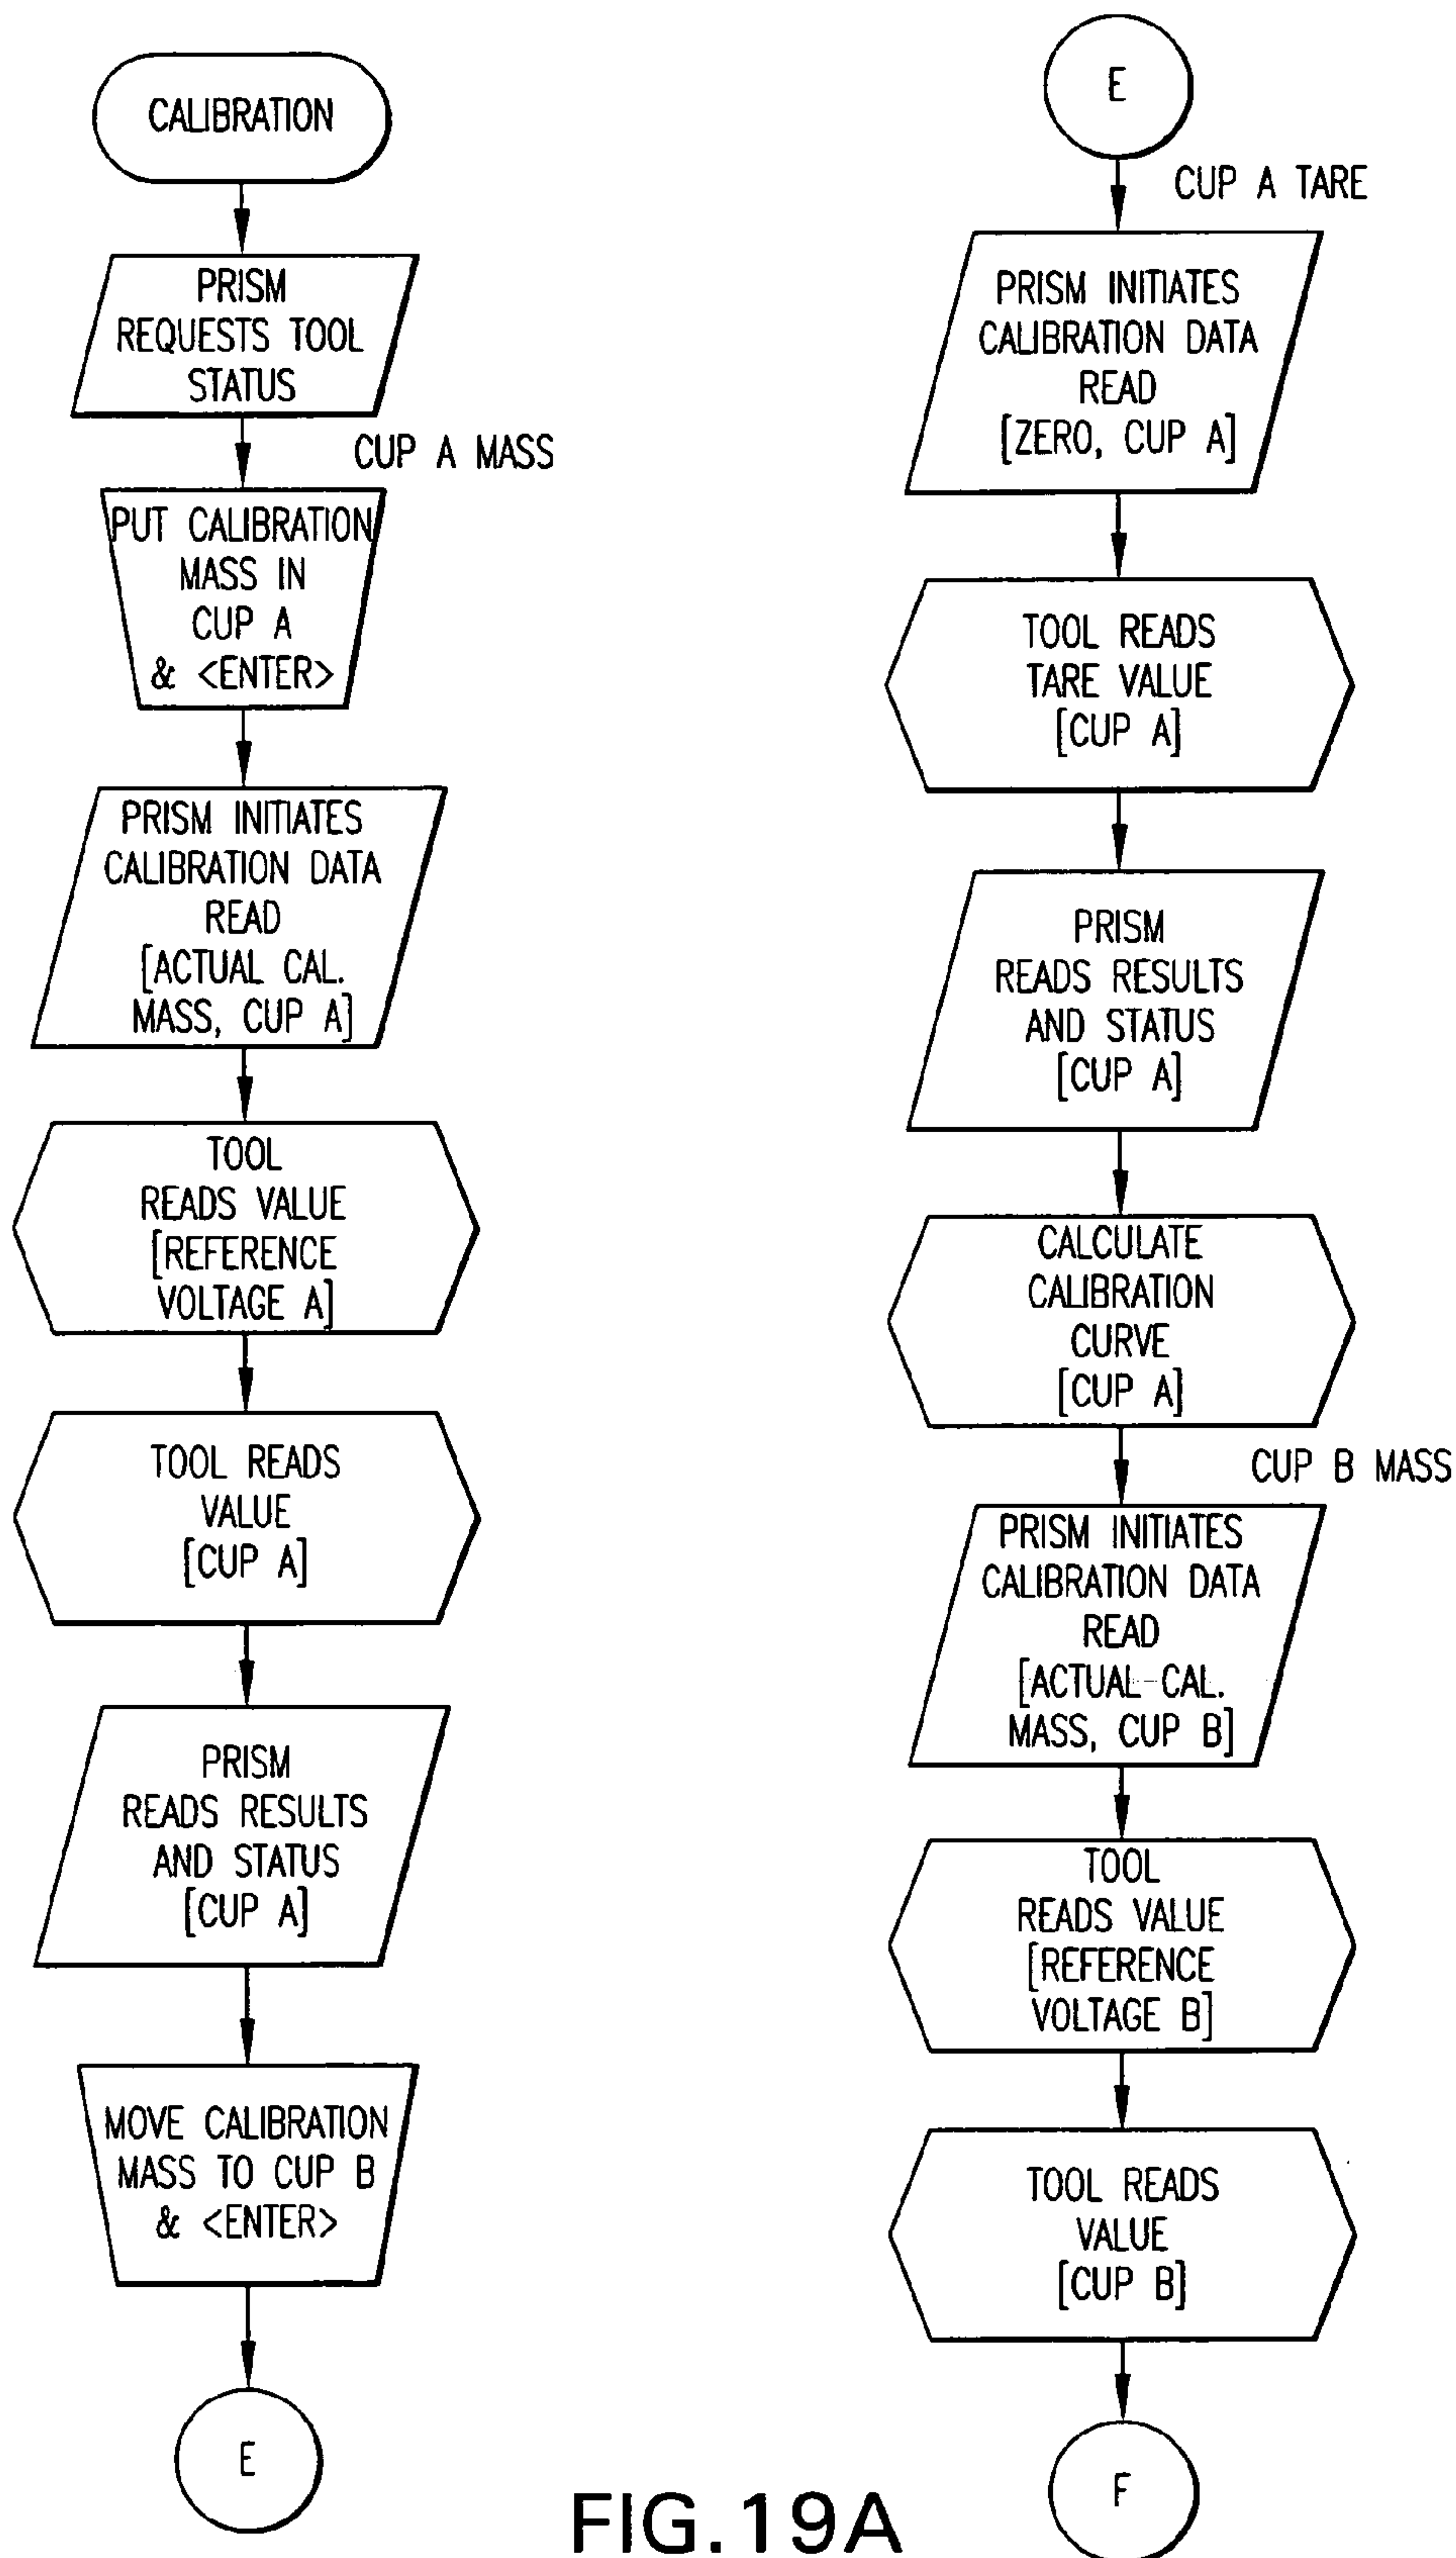 CALIBRATION
PRISM
REQUESTS TOOL
STATUS
CUP A MASS
PUT CALIBRATION
MASS IN
CUP A
& <ENTER>
PRISM INITIATES
CALIBRATION DATA
READ
[ACTUAL CAL.
MASS, CUP A]
TOOL
READS VALUE
[REFERENCE
VOLTAGE A]
TOOL READS
VALUE
[CUP A]
PRISM
READS RESULTS
AND STATUS
[CUP A]
MOVE CALIBRATION
MASS TO CUP B
& <ENTER>
E
E
CUP A TARE
PRISM INITIATES
CALIBRATION DATA
READ
[ZERO, CUP A]
TOOL READS
TARE VALUE
[CUP A]
PRISM
READS RESULTS
AND STATUS
[CUP A]
CALCULATE
CALIBRATION
CURVE
[CUP A]
CUP B MASS
PRISM INITIATES
CALIBRATION DATA
READ
[ACTUAL CAL.
MASS, CUP B]
TOOL
READS VALUE
[REFERENCE
VOLTAGE B]
TOOL READS
VALUE
[CUP B]
F
FIG.19A